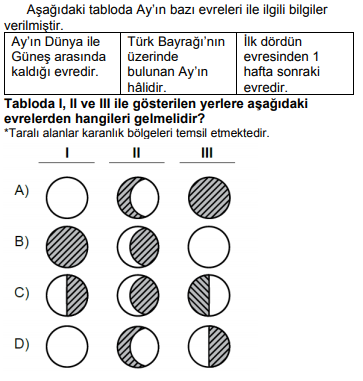 Aşağıdaki tabloda Ay’ın bazı evreleri ile ilgili bilgiler
verilmiştir.
Ay’ın Dünya ile
Güneş arasında
kaldığı evredir.
Türk Bayrağı’nın
üzerinde
bulunan Ay’ın
hâlidir.
İlk dördün
evresinden 1
hafta sonraki
evredir.
Tabloda I, II ve III ile gösterilen yerlere aşağıdaki
evrelerden hangileri gelmelidir?
*Taralı alanlar karanlık bölgeleri temsil etmektedir.
I II III
A)
B)
C)
D)